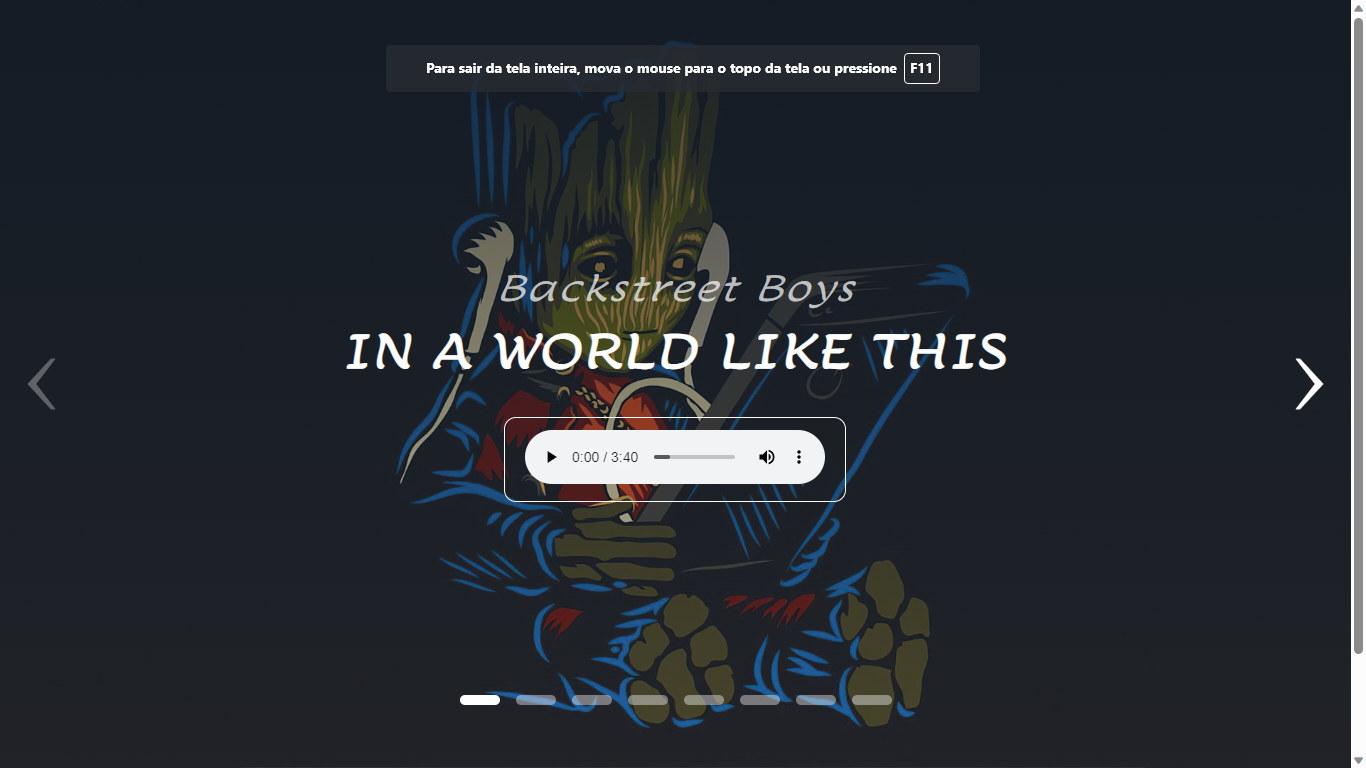 Para sair da tela inteira, mova o mouse para o topo da tela ou pressione F11
Backstreet Boys
IN A WORLD LIKE THIS
0:00 / 3:40